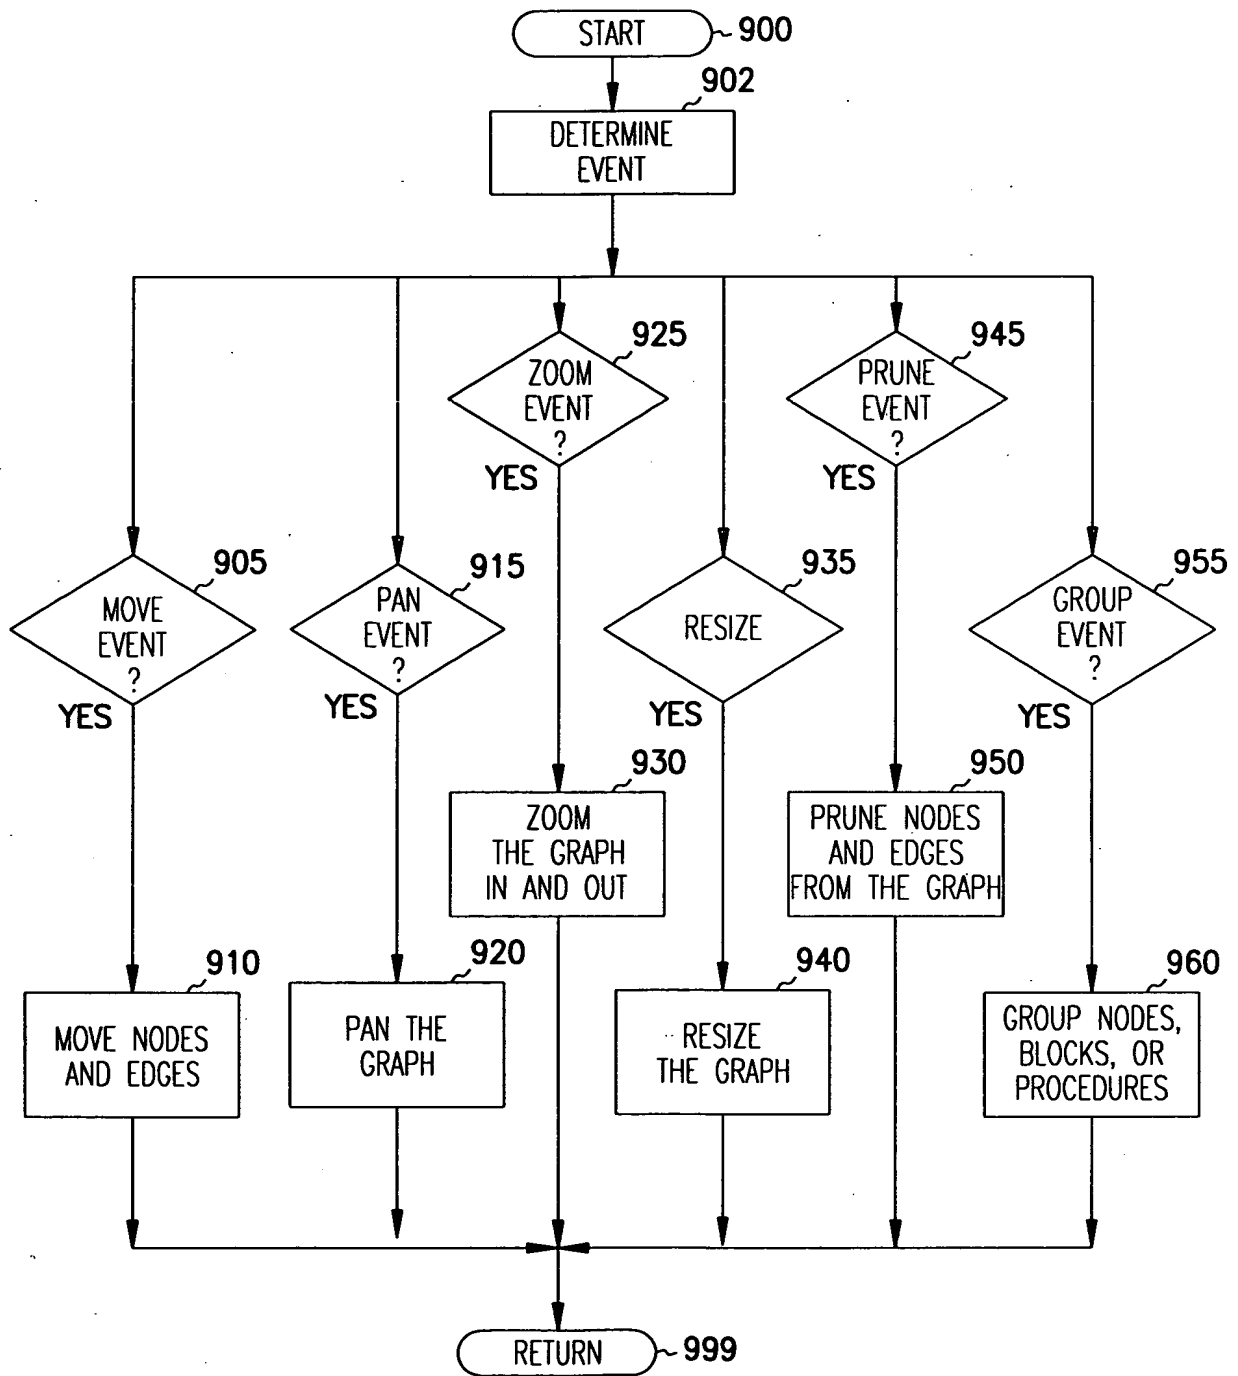 START
900
902
DETERMINE
EVENT
925
ZOOM
EVENT
?
YES
945
PRUNE
EVENT
?
YES
905
MOVE
EVENT
?
YES
915
PAN
EVENT
?
YES
935
RESIZE
YES
955
GROUP
EVENT
?
YES
930
ZOOM
THE GRAPH
IN AND OUT
950
PRUNE NODES
AND EDGES
FROM THE GRAPH
910
MOVE NODES
AND EDGES
920
PAN THE
GRAPH
940
RESIZE
THE GRAPH
960
GROUP NODES,
BLOCKS, OR
PROCEDURES
RETURN
999